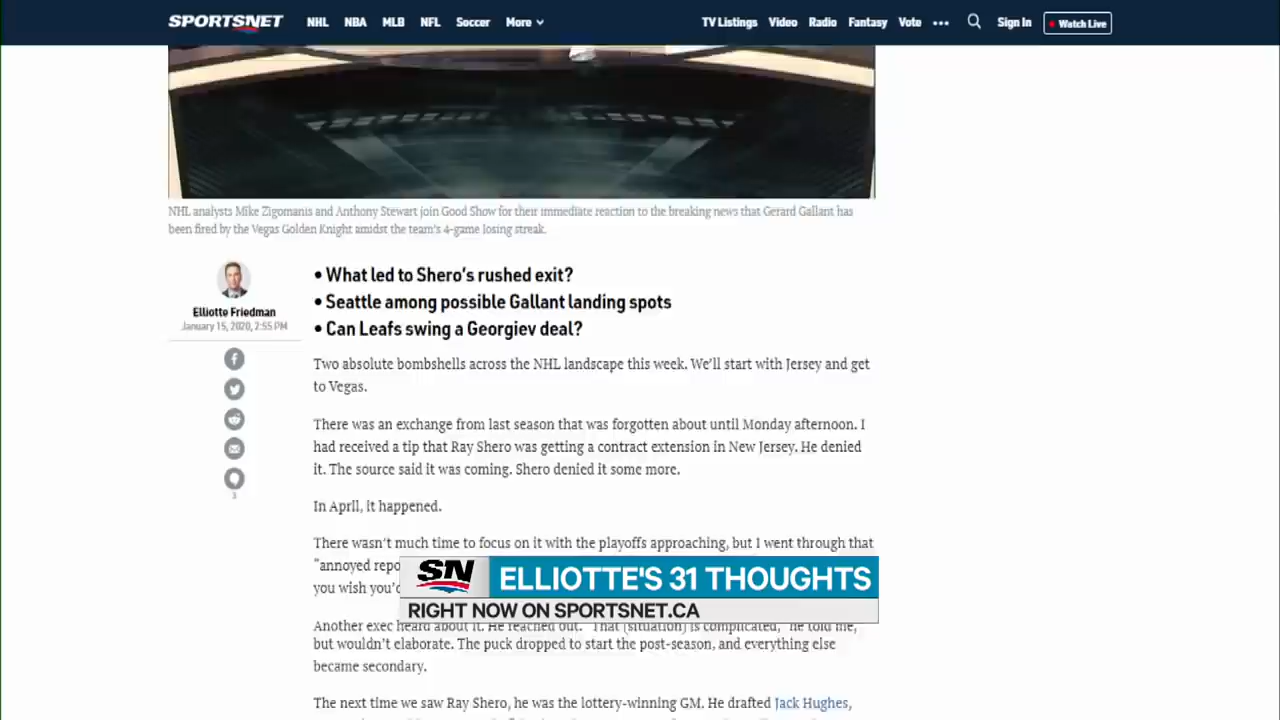 SPORTSNET NHL NBA MLB NFL Soccer More TV Listings Video Radio Fantasy Vote ••• Sign In Watch Live
NHL analysts Mike Zigomanis and Anthony Stewart join Good Show for their immediate reaction to the breaking news that Gerard Gallant has
been fired by the Vegas Golden Knight amidst the team's 4-game losing streak.
Elliotte Friedman
January 15, 2020, 2:55 PM
3
• What led to Shero's rushed exit?
• Seattle among possible Gallant landing spots
• Can Leafs swing a Georgiev deal?
Two absolute bombshells across the NHL landscape this week. We'll start with Jersey and get
to Vegas.
There was an exchange from last season that was forgotten about until Monday afternoon. I
had received a tip that Ray Shero was getting a contract extension in New Jersey. He denied
it. The source said it was coming. Shero denied it some more.
In April, it happened.
There wasn't much time to focus on it with the playoffs approaching, but I went through that
"annoyed repo
you wish you'
SN ELLIOTTE'S 31 THOUGHTS
RIGHT NOW ON SPORTSNET.CA
Another exec heard about it. He reached out. "That (situation) is complicated," he told me,
but wouldn't elaborate. The puck dropped to start the post-season, and everything else
became secondary.
The next time we saw Ray Shero, he was the lottery-winning GM. He drafted Jack Hughes,